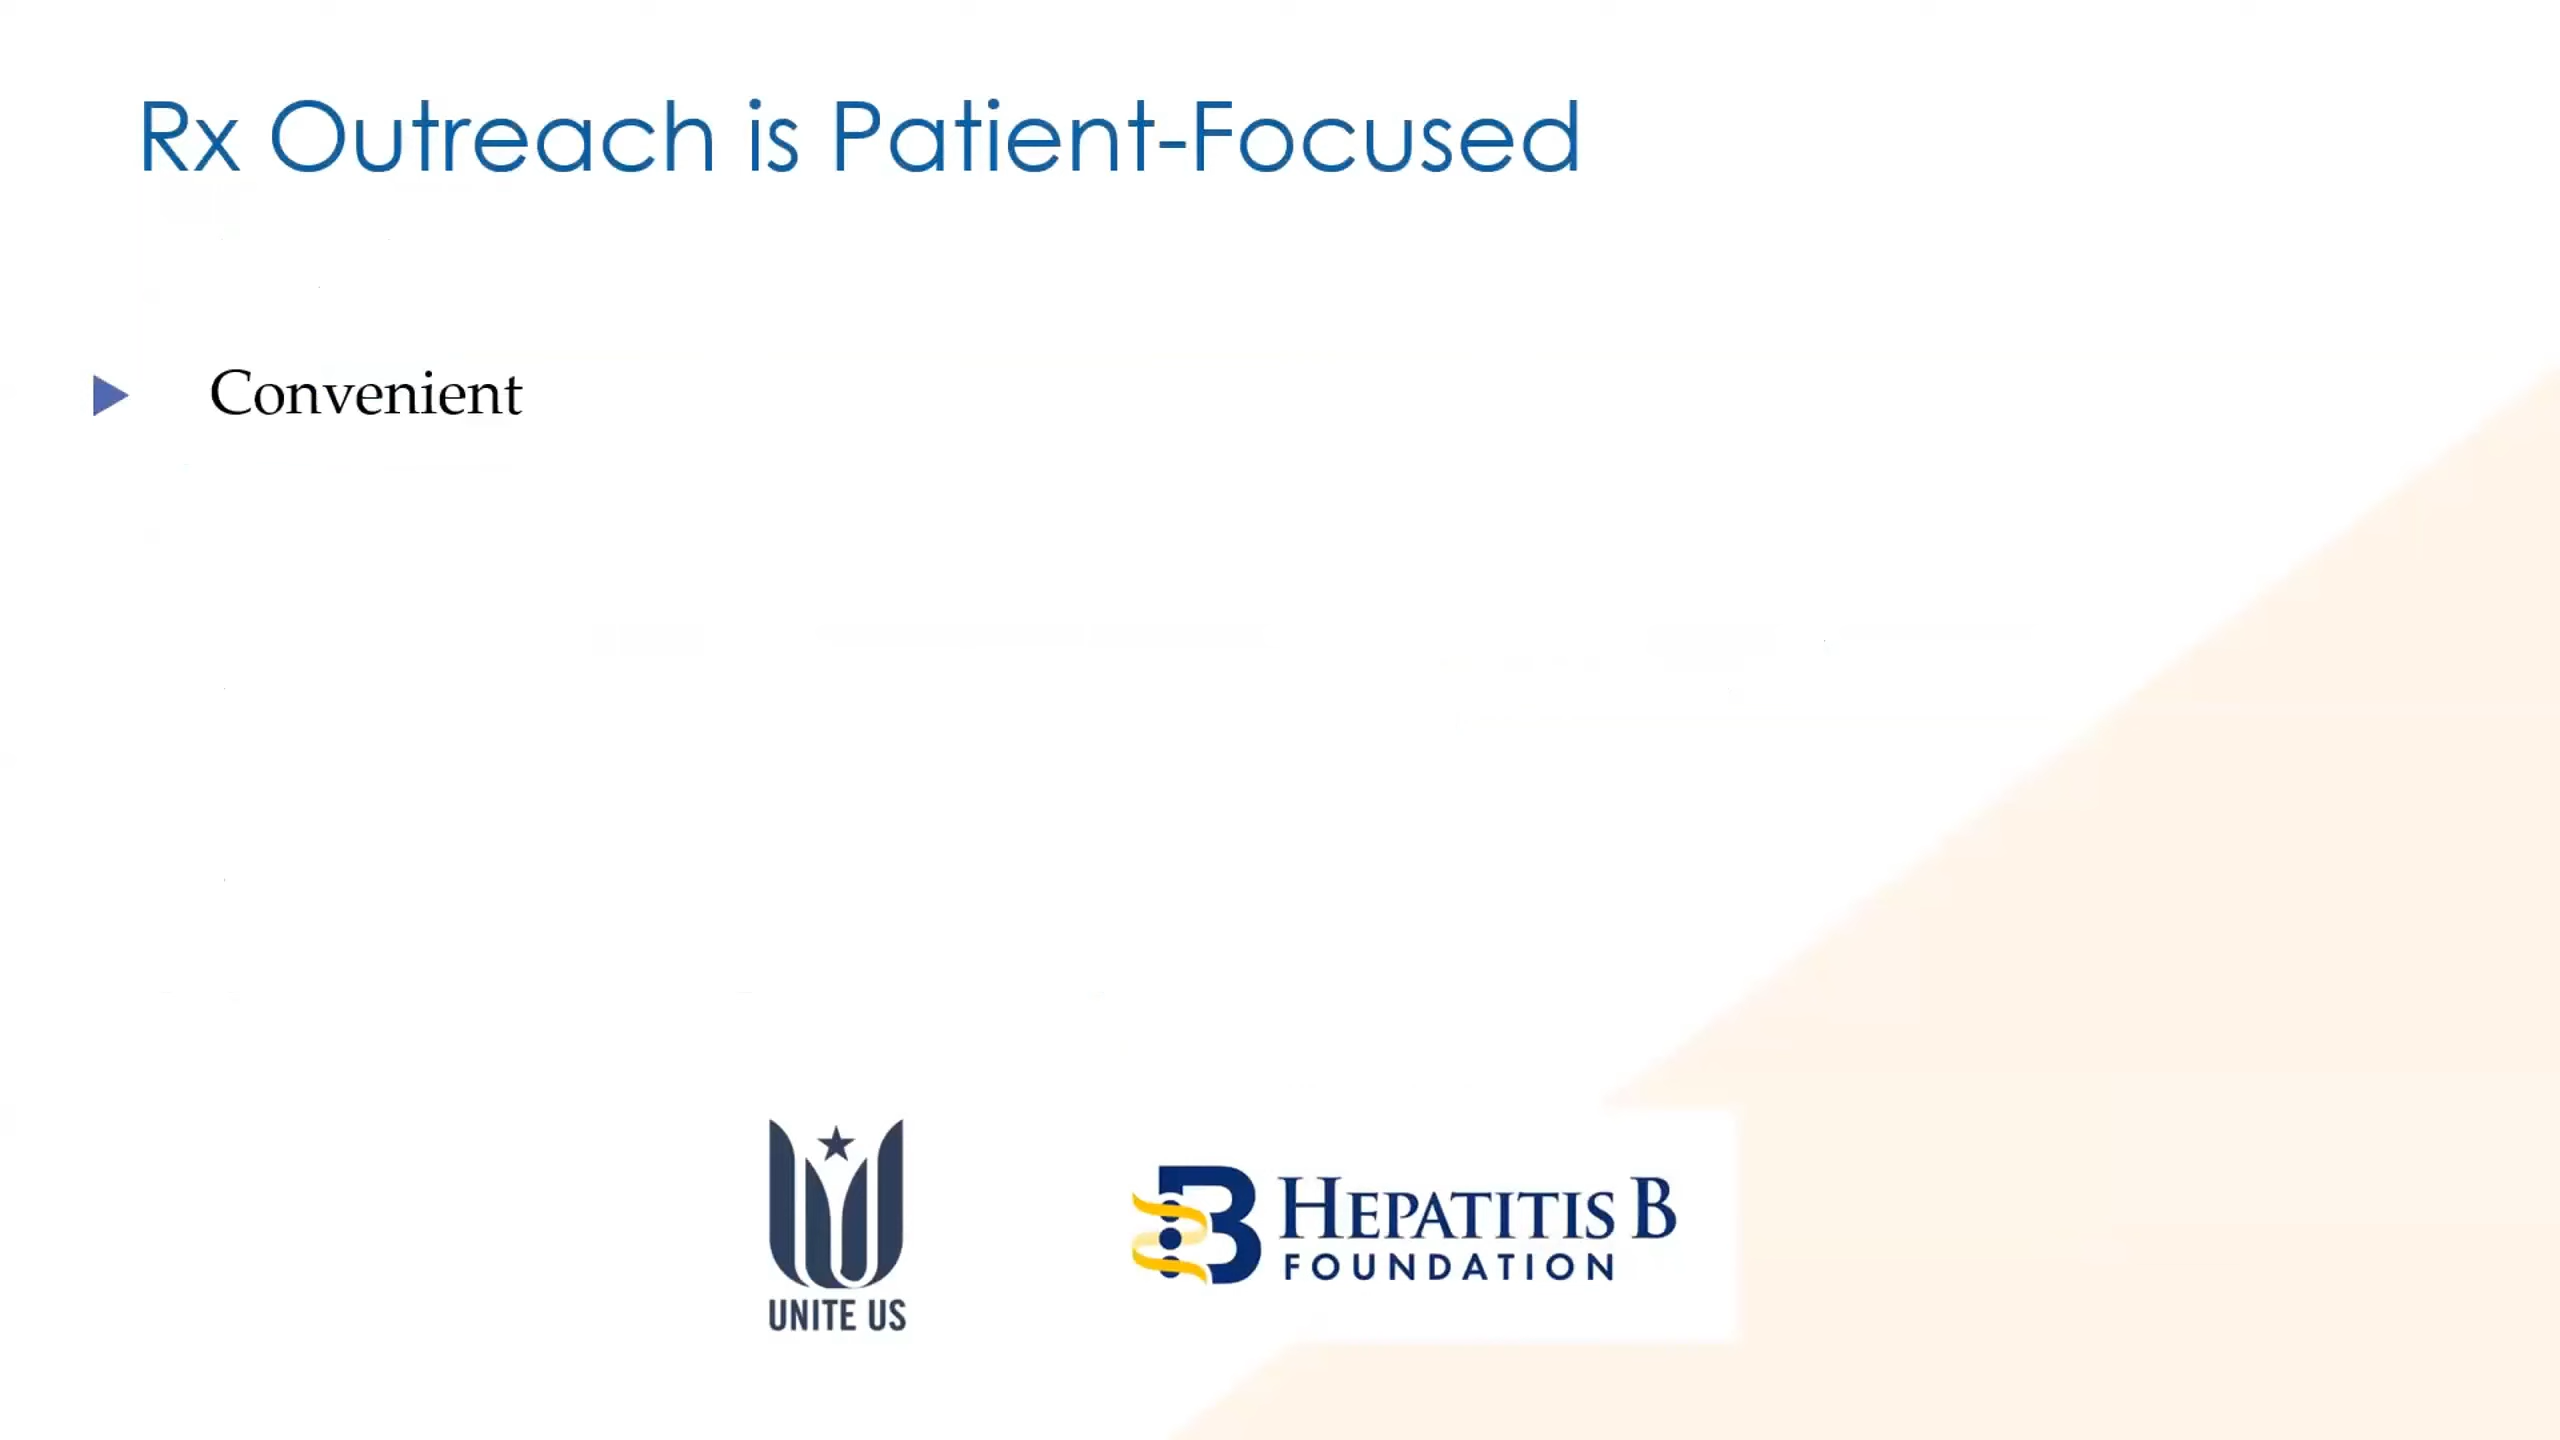 Rx Outreach is Patient-Focused
Convenient
UNITE US
B HEPATITIS B
FOUNDATION